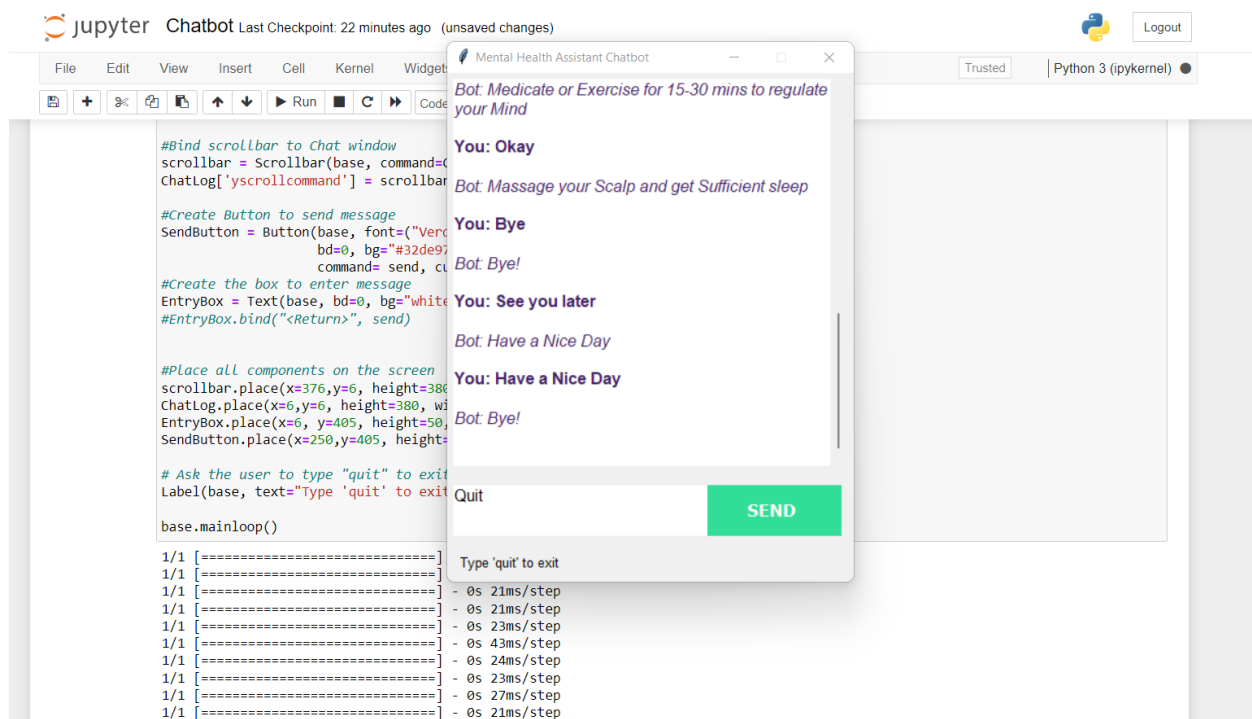 jupyter Chatbot Last Checkpoint: 22 minutes ago (unsaved changes)
Logout
File Edit View Insert Cell Kernel Widget
Trusted
Python 3 (ipykernel)
Run
Code
#Bind scrollbar to Chat window
scrollbar = Scrollbar(base, command=
ChatLog['yscrollcommand'] = scrollbar
#Create Button to send message
SendButton = Button(base, font=("Verd
bd=0, bg="#32de97
command= send, cu
#Create the box to enter message
EntryBox = Text(base, bd=0, bg="white
#EntryBox.bind("<Return>", send)
#Place all components on the screen
scrollbar.place(x=376,y=6, height=380
ChatLog.place(x=6,y=6, height=380, wi
EntryBox.place(x=6, y=405, height=50,
SendButton.place(x=250,y=405, height=
# Ask the user to type "quit" to exit
Label(base, text="Type 'quit' to exit
base.mainloop()
1/1 [==============================]
1/1 [==============================]
1/1 [==============================] - 0s 21ms/step
1/1 [==============================] - 0s 21ms/step
1/1 [==============================] - 0s 23ms/step
1/1 [==============================] - 0s 43ms/step
1/1 [==============================] - 0s 24ms/step
1/1 [==============================] - 0s 23ms/step
1/1 [==============================] - 0s 27ms/step
1/1 [==============================] - 0s 21ms/step
Mental Health Assistant Chatbot
Bot: Medicate or Exercise for 15-30 mins to regulate
your Mind
You: Okay
Bot: Massage your Scalp and get Sufficient sleep
You: Bye
Bot: Bye!
You: See you later
Bot: Have a Nice Day
You: Have a Nice Day
Bot: Bye!
Quit
SEND
Type 'quit' to exit